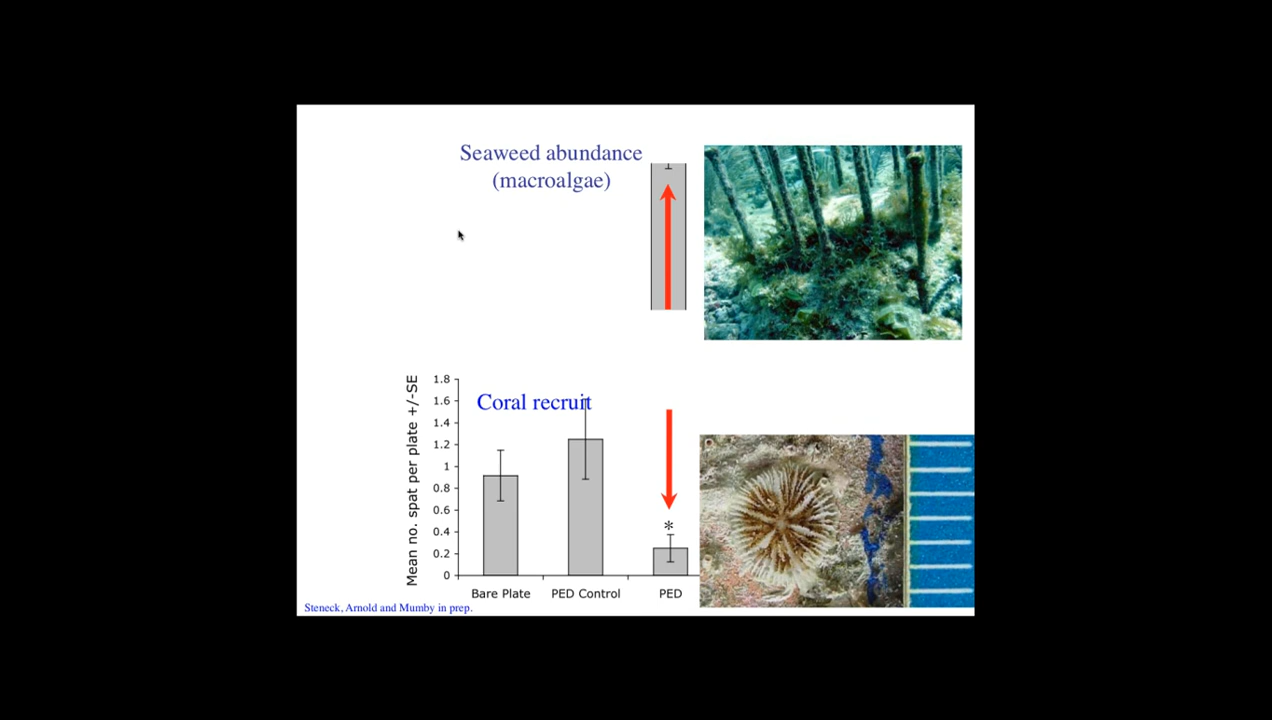 Seaweed abundance
(macroalgae)
Mean no. spat per plate +/-SE
1.8
1.6
1.4
1.2
1
0.8
0.6
0.4
0.2
0
Coral recruit
*
Bare Plate
PED Control
PED
Steneck, Arnold and Mumby in prep.